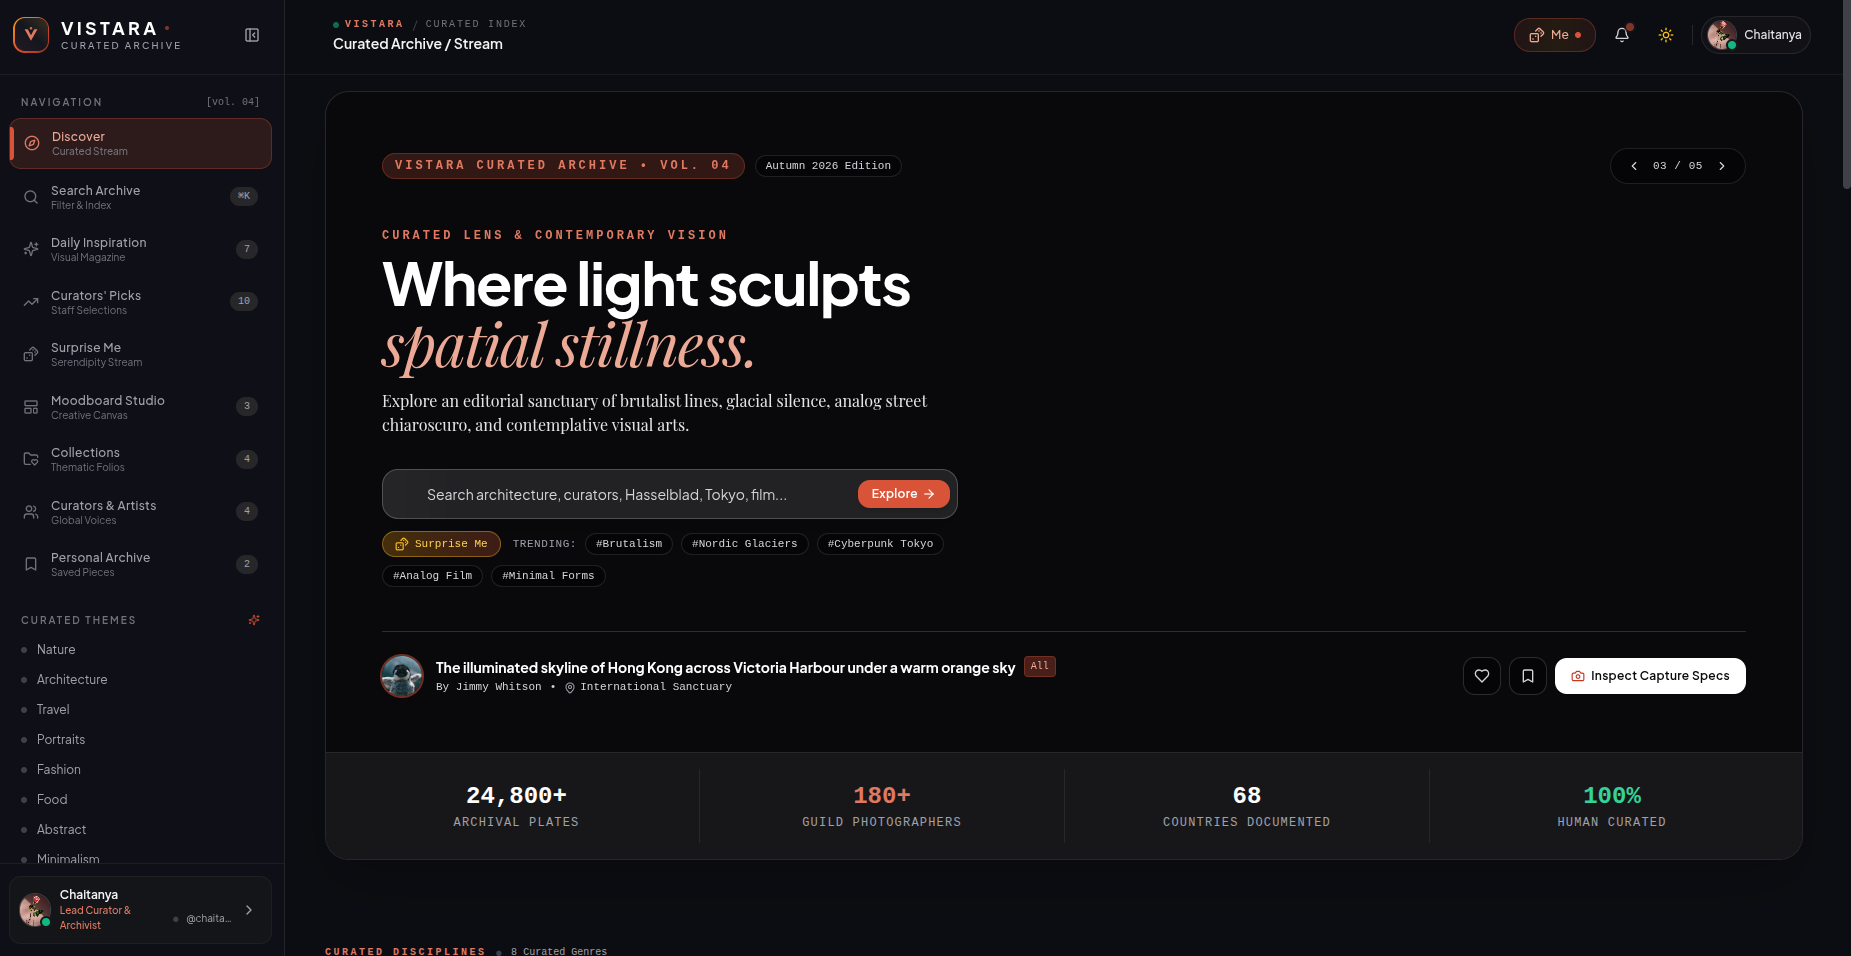 VISTARA
CURATED ARCHIVE
NAVIGATION [vol. 04]
Discover
Curated Stream
Search Archive
Filter & Index
⌘K
Daily Inspiration
Visual Magazine
7
Curators' Picks
Staff Selections
10
Surprise Me
Serendipity Stream
Moodboard Studio
Creative Canvas
3
Collections
Thematic Folios
4
Curators & Artists
Global Voices
4
Personal Archive
Saved Pieces
2
CURATED THEMES
Nature
Architecture
Travel
Portraits
Fashion
Food
Abstract
Minimalism
Chaitanya
Lead Curator &
Archivist
@chaita...
VISTARA / CURATED INDEX
Curated Archive / Stream
Me
Chaitanya
VISTARA CURATED ARCHIVE • VOL. 04
Autumn 2026 Edition
03 / 05
CURATED LENS & CONTEMPORARY VISION
Where light sculpts
spatial stillness.
Explore an editorial sanctuary of brutalist lines, glacial silence, analog street
chiaroscuro, and contemplative visual arts.
Search architecture, curators, Hasselblad, Tokyo, film...
Explore →
Surprise Me
TRENDING:
#Brutalism
#Nordic Glaciers
#Cyberpunk Tokyo
#Analog Film
#Minimal Forms
The illuminated skyline of Hong Kong across Victoria Harbour under a warm orange sky
All
By Jimmy Whitson • International Sanctuary
Inspect Capture Specs
24,800+
ARCHIVAL PLATES
180+
GUILD PHOTOGRAPHERS
68
COUNTRIES DOCUMENTED
100%
HUMAN CURATED
CURATED DISCIPLINES
8 Curated Genres